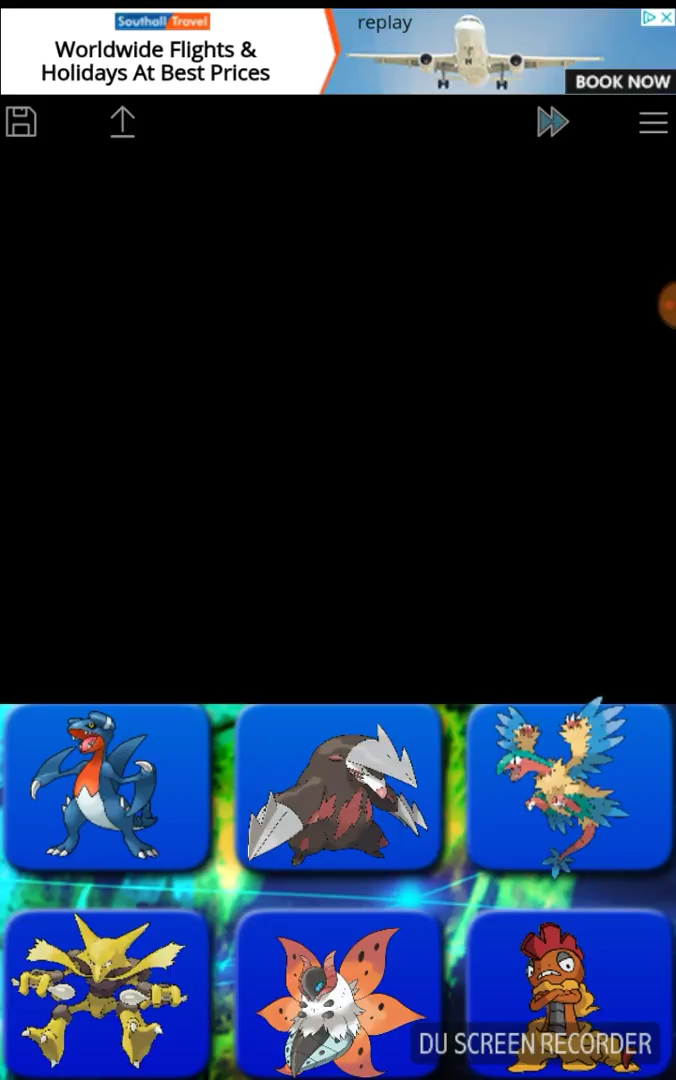 Southall Travel
replay
Worldwide Flights &
Holidays At Best Prices
BOOK NOW
DU SCREEN RECORDER